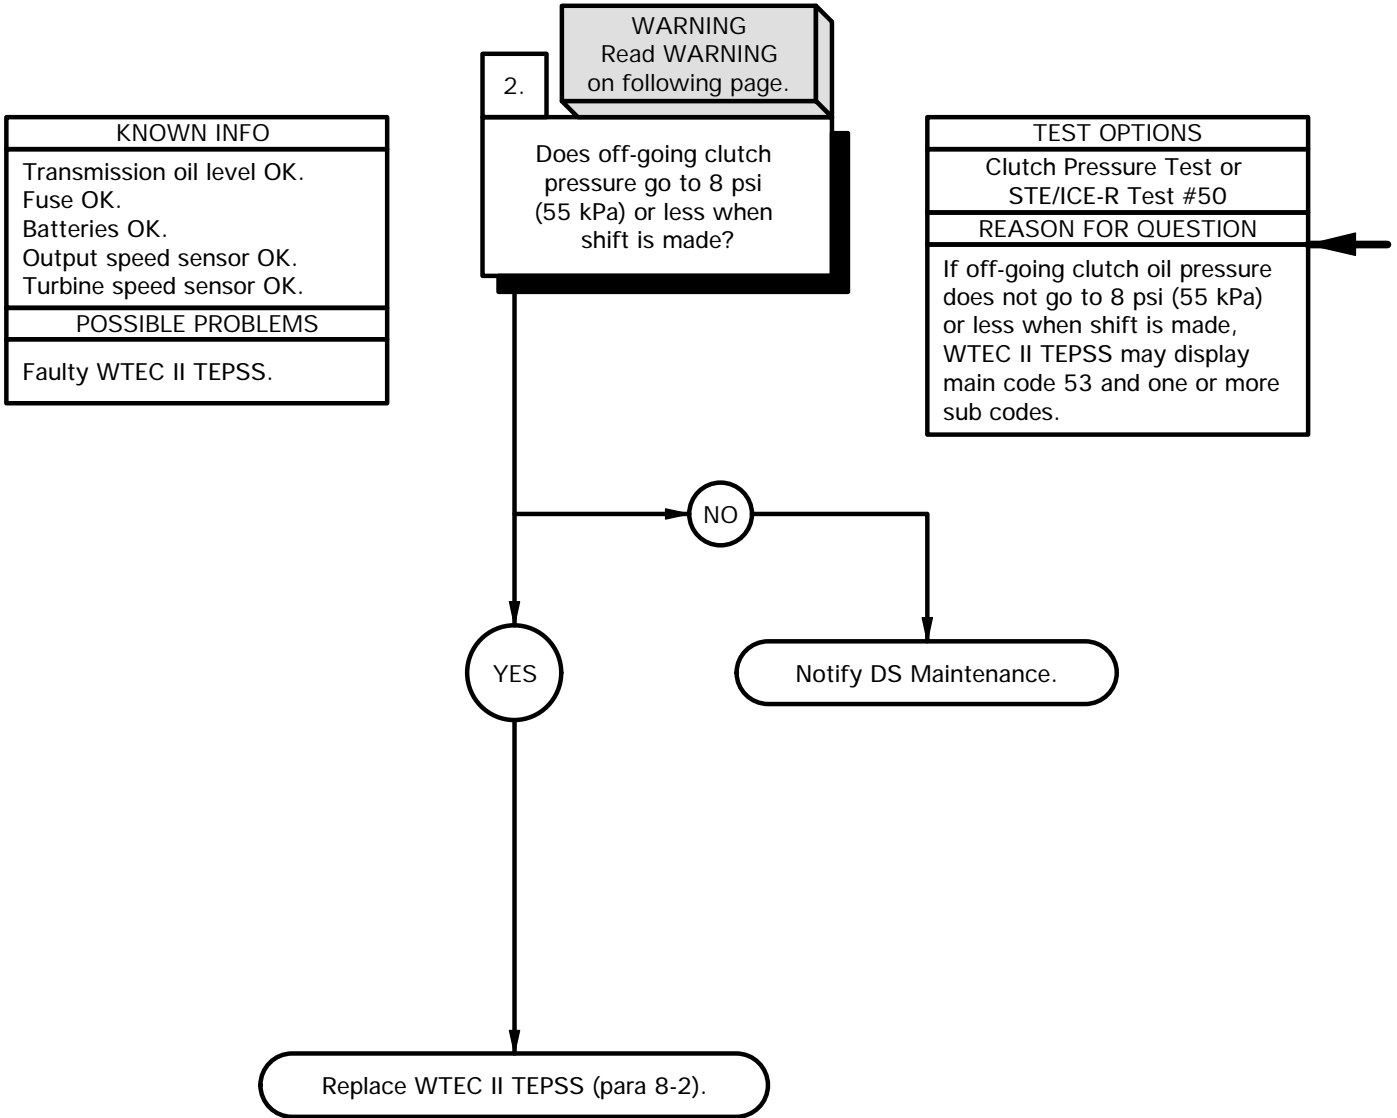 WARNING
Read WARNING
on following page.
2.
KNOWN INFO
Transmission oil level OK.
Fuse OK.
Batteries OK.
Output speed sensor OK.
Turbine speed sensor OK.
POSSIBLE PROBLEMS
Faulty WTEC II TEPSS.
Does off-going clutch
pressure go to 8 psi
(55 kPa) or less when
shift is made?
TEST OPTIONS
Clutch Pressure Test or
STE/ICE-R Test #50
REASON FOR QUESTION
If off-going clutch oil pressure
does not go to 8 psi (55 kPa)
or less when shift is made,
WTEC II TEPSS may display
main code 53 and one or more
sub codes.
NO
YES
Notify DS Maintenance.
Replace WTEC II TEPSS (para 8-2).